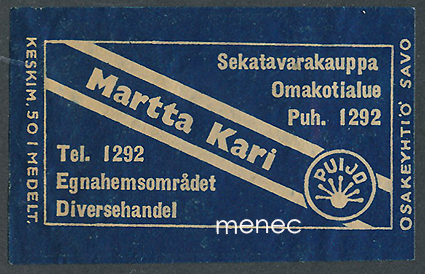 KESKIM. 50 I MEDELT.
Sekatavarakauppa
Omakotialue
Puh. 1292
Martta Kari
Tel. 1292
Egnahemsområdet
Diversehandel
PUIJO
OSAKEYHTIÖ SAVO
menec